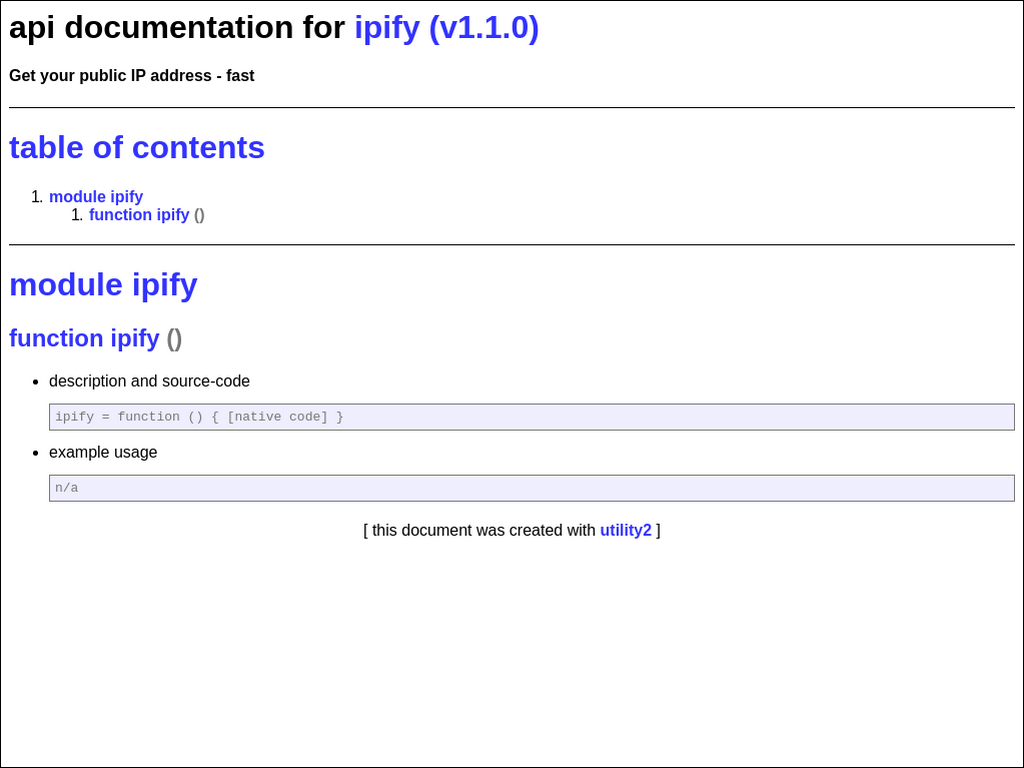 api documentation for ipify (v1.1.0)
Get your public IP address - fast
table of contents
1. module ipify
1. function ipify ()
module ipify
function ipify ()
• description and source-code
ipify = function () { [native code] }
• example usage
n/a
[ this document was created with utility2 ]